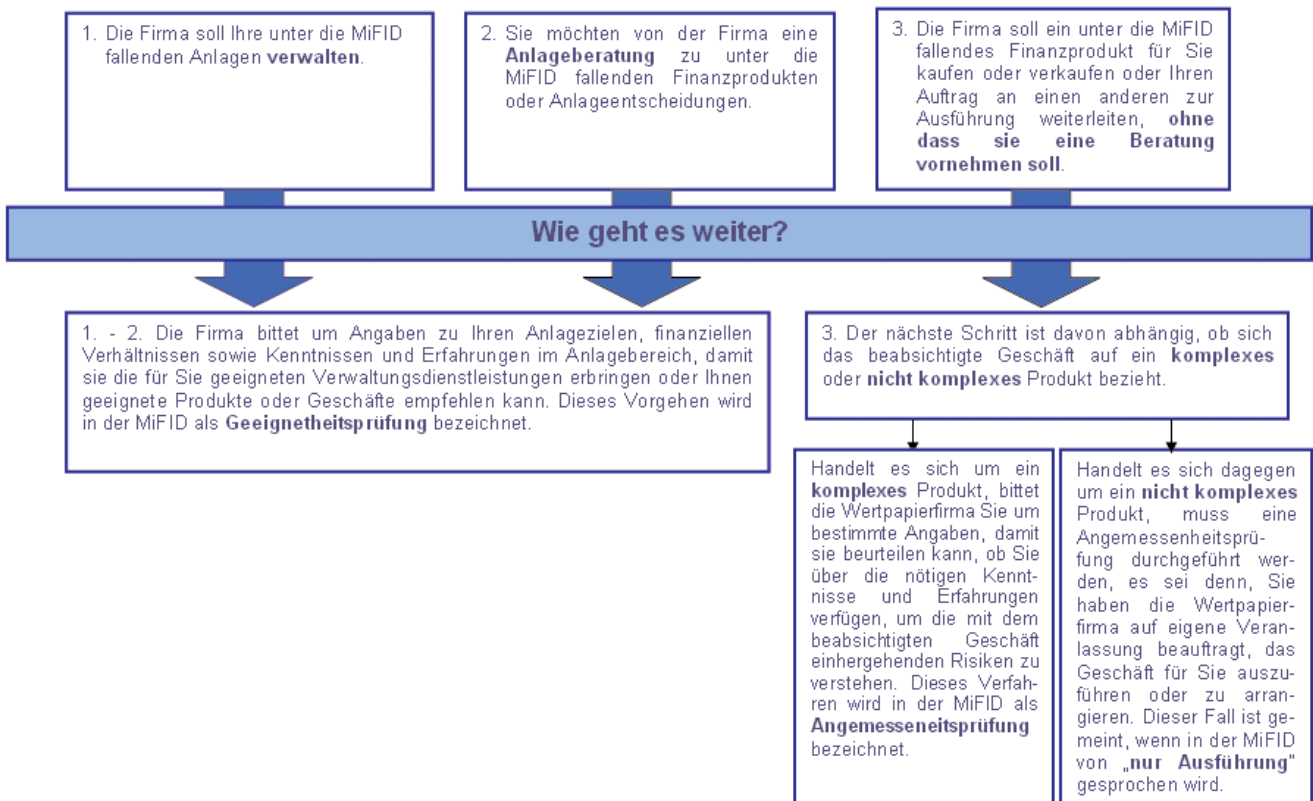 1. Die Firma soll Ihre unter die MiFID
fallenden Anlagen verwalten.
2. Sie möchten von der Firma eine
Anlageberatung zu unter die
MiFID fallenden Finanzprodukten
oder Anlageentscheidungen.
3. Die Firma soll ein unter die MiFID
fallendes Finanzprodukt für Sie
kaufen oder verkaufen oder Ihren
Auftrag an einen anderen zur
Ausführung weiterleiten, ohne
dass sie eine Beratung
vornehmen soll.
Wie geht es weiter?
1. - 2. Die Firma bittet um Angaben zu Ihren Anlagezielen, finanziellen
Verhältnissen sowie Kenntnissen und Erfahrungen im Anlagebereich, damit
sie die für Sie geeigneten Verwaltungsdienstleistungen erbringen oder Ihnen
geeignete Produkte oder Geschäfte empfehlen kann. Dieses Vorgehen wird
in der MiFID als Geeignetheitsprüfung bezeichnet.
3. Der nächste Schritt ist davon abhängig, ob sich
das beabsichtigte Geschäft auf ein komplexes
oder nicht komplexes Produkt bezieht.
Handelt es sich um ein
komplexes Produkt, bittet
die Wertpapierfirma Sie um
bestimmte Angaben, damit
sie beurteilen kann, ob Sie
über die nötigen Kennt-
nisse und Erfahrungen
verfügen, um die mit dem
beabsichtigten Geschäft
einhergehenden Risiken zu
verstehen. Dieses Verfah-
ren wird in der MiFID als
Angemesseneitsprüfung
bezeichnet.
Handelt es sich dagegen
um ein nicht komplexes
Produkt, muss eine
Angemessenheitsprü-
fung durchgeführt wer-
den, es sei denn, Sie
haben die Wertpapier-
firma auf eigene Veran-
lassung beauftragt, das
Geschäft für Sie auszu-
führen oder zu arran-
gieren. Dieser Fall ist ge-
meint, wenn in der MiFID
von „nur Ausführung"
gesprochen wird.